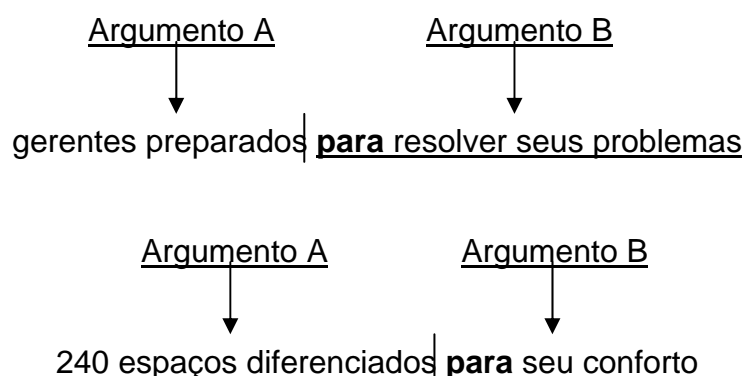 Argumento A Argumento B
gerentes preparados para resolver seus problemas
Argumento A Argumento B
240 espaços diferenciados para seu conforto